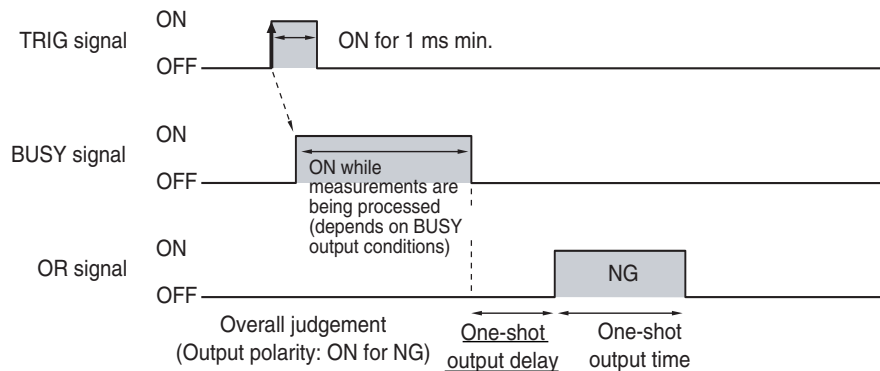 ON
TRIG signal
ON for 1 ms min.
OFF
ON
BUSY signal
ON while
measurements are
being processed
(depends on BUSY
output conditions)
OFF
ON
OR signal
NG
OFF
Overall judgement
(Output polarity: ON for NG)
One-shot
output delay
One-shot
output time